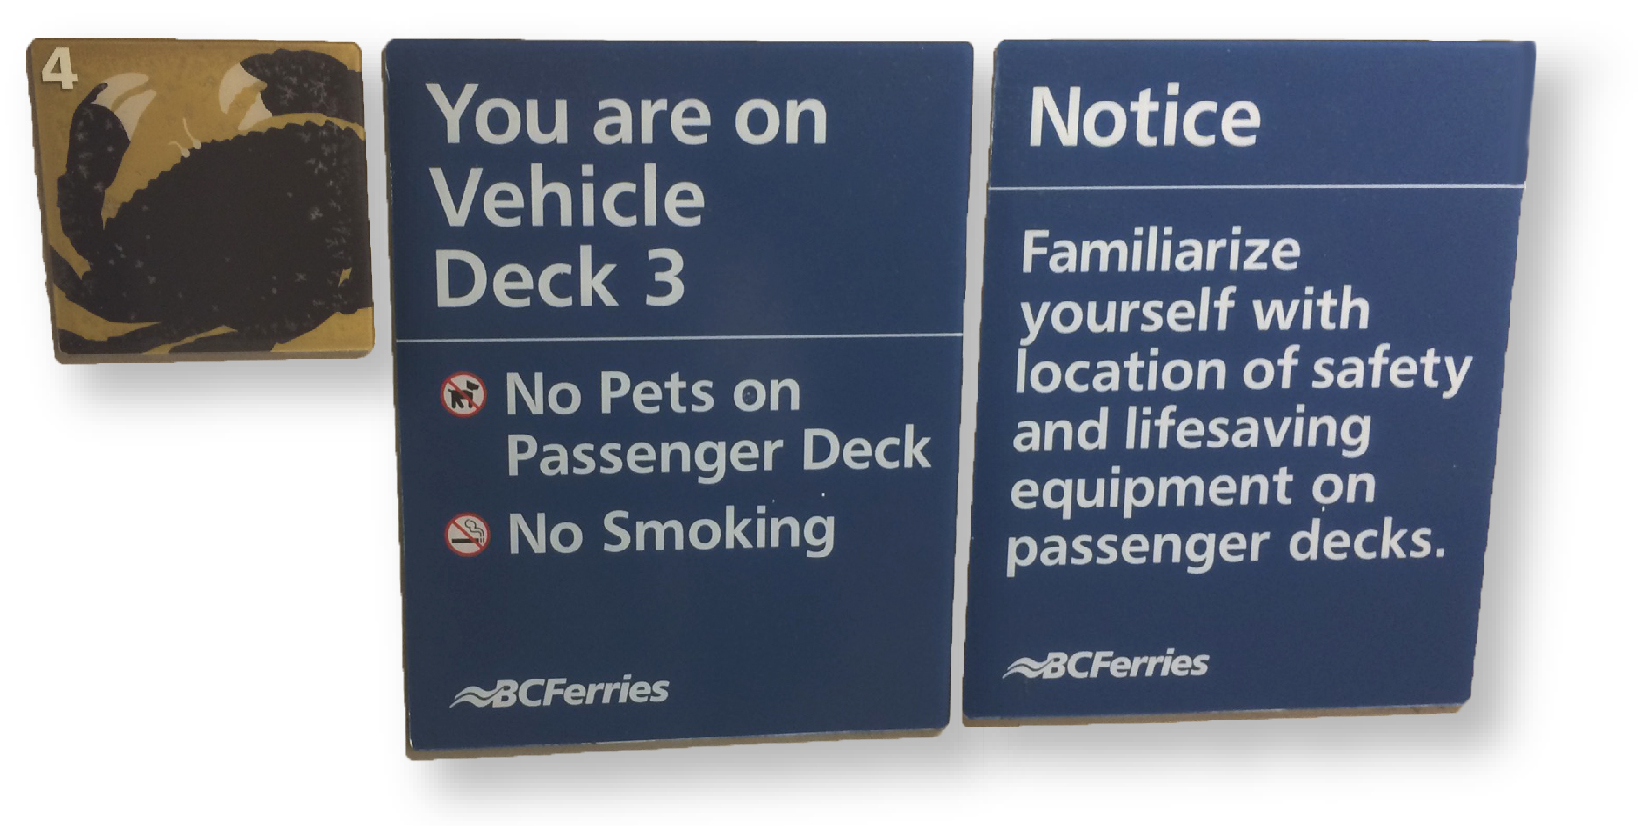 4
You are on
Vehicle
Deck 3
No Pets on
Passenger Deck
No Smoking
BCFerries
Notice
Familiarize
yourself with
location of safety
and lifesaving
equipment on
passenger decks.
BCFerries